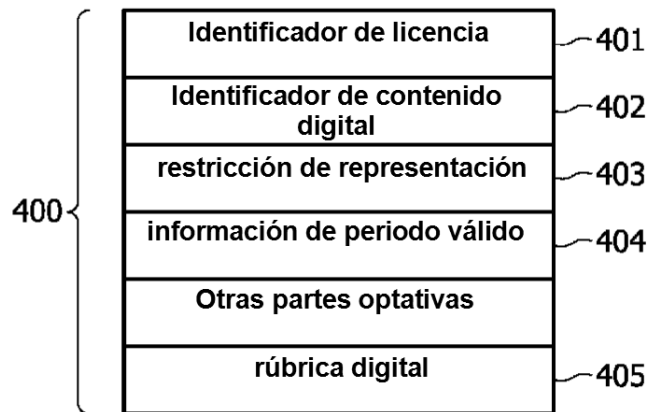 Identificador de licencia
401
Identificador de contenido
digital
402
restricción de representación
403
400
información de periodo válido
404
Otras partes optativas
rúbrica digital
405